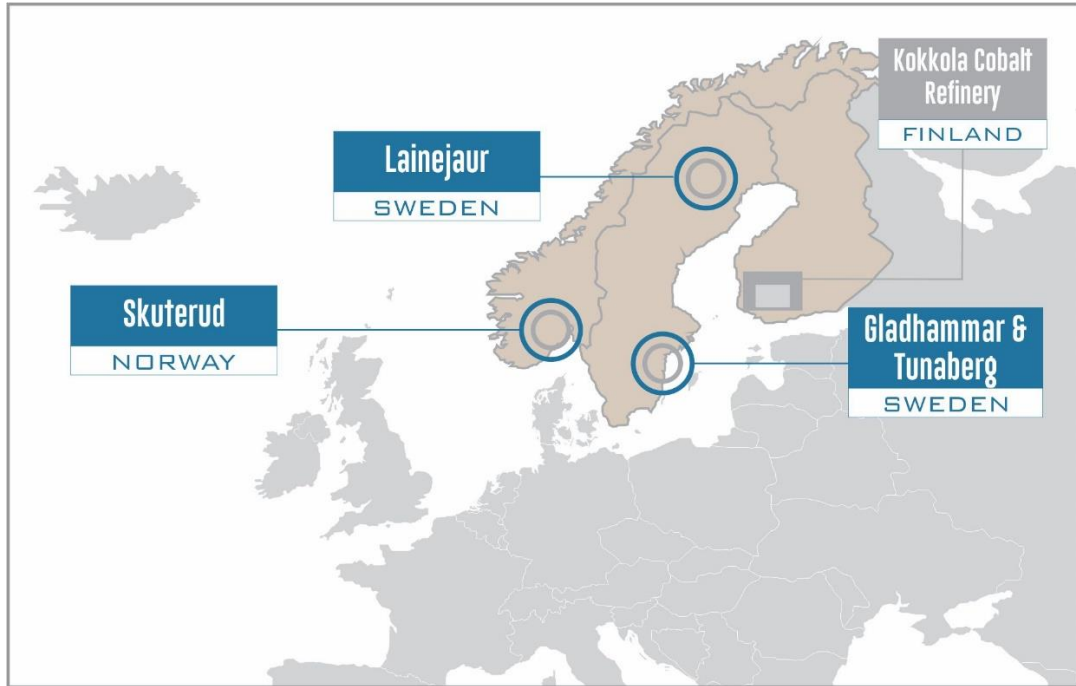 Kokkola Cobalt
Refinery
FINLAND
Lainejaur
SWEDEN
Skuterud
NORWAY
Gladhammar &
Tunaberg
SWEDEN